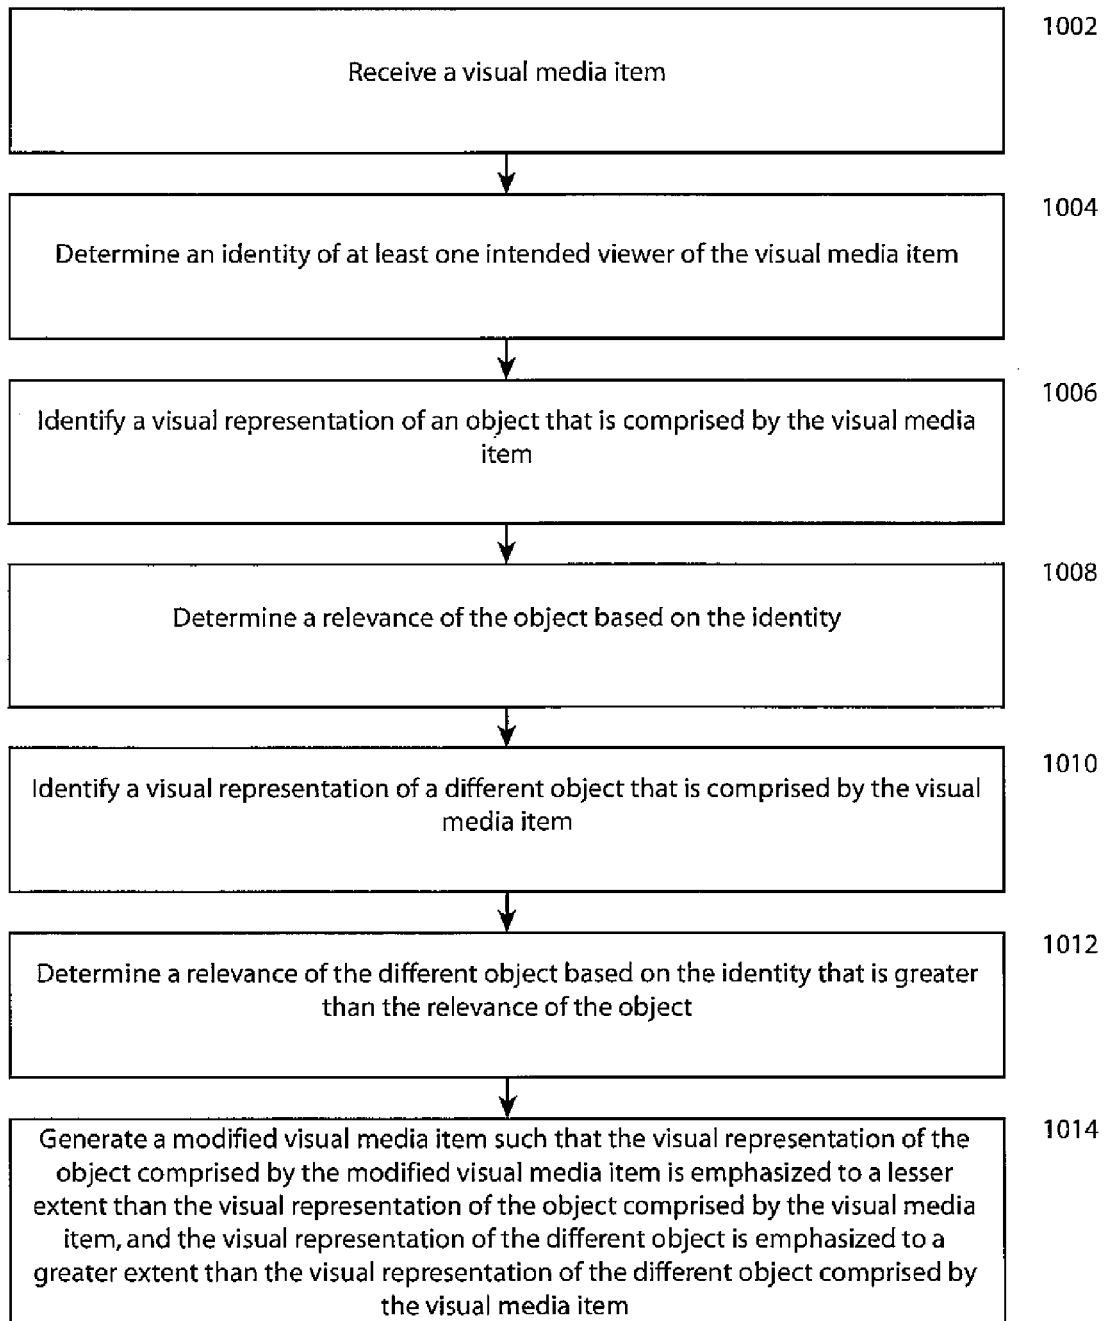 1002
Receive a visual media item
1004
Determine an identity of at least one intended viewer of the visual media item
1006
Identify a visual representation of an object that is comprised by the visual media
item
1008
Determine a relevance of the object based on the identity
1010
Identify a visual representation of a different object that is comprised by the visual
media item
1012
Determine a relevance of the different object based on the identity that is greater
than the relevance of the object
1014
Generate a modified visual media item such that the visual representation of the
object comprised by the modified visual media item is emphasized to a lesser
extent than the visual representation of the object comprised by the visual media
item, and the visual representation of the different object is emphasized to a
greater extent than the visual representation of the different object comprised by
the visual media item